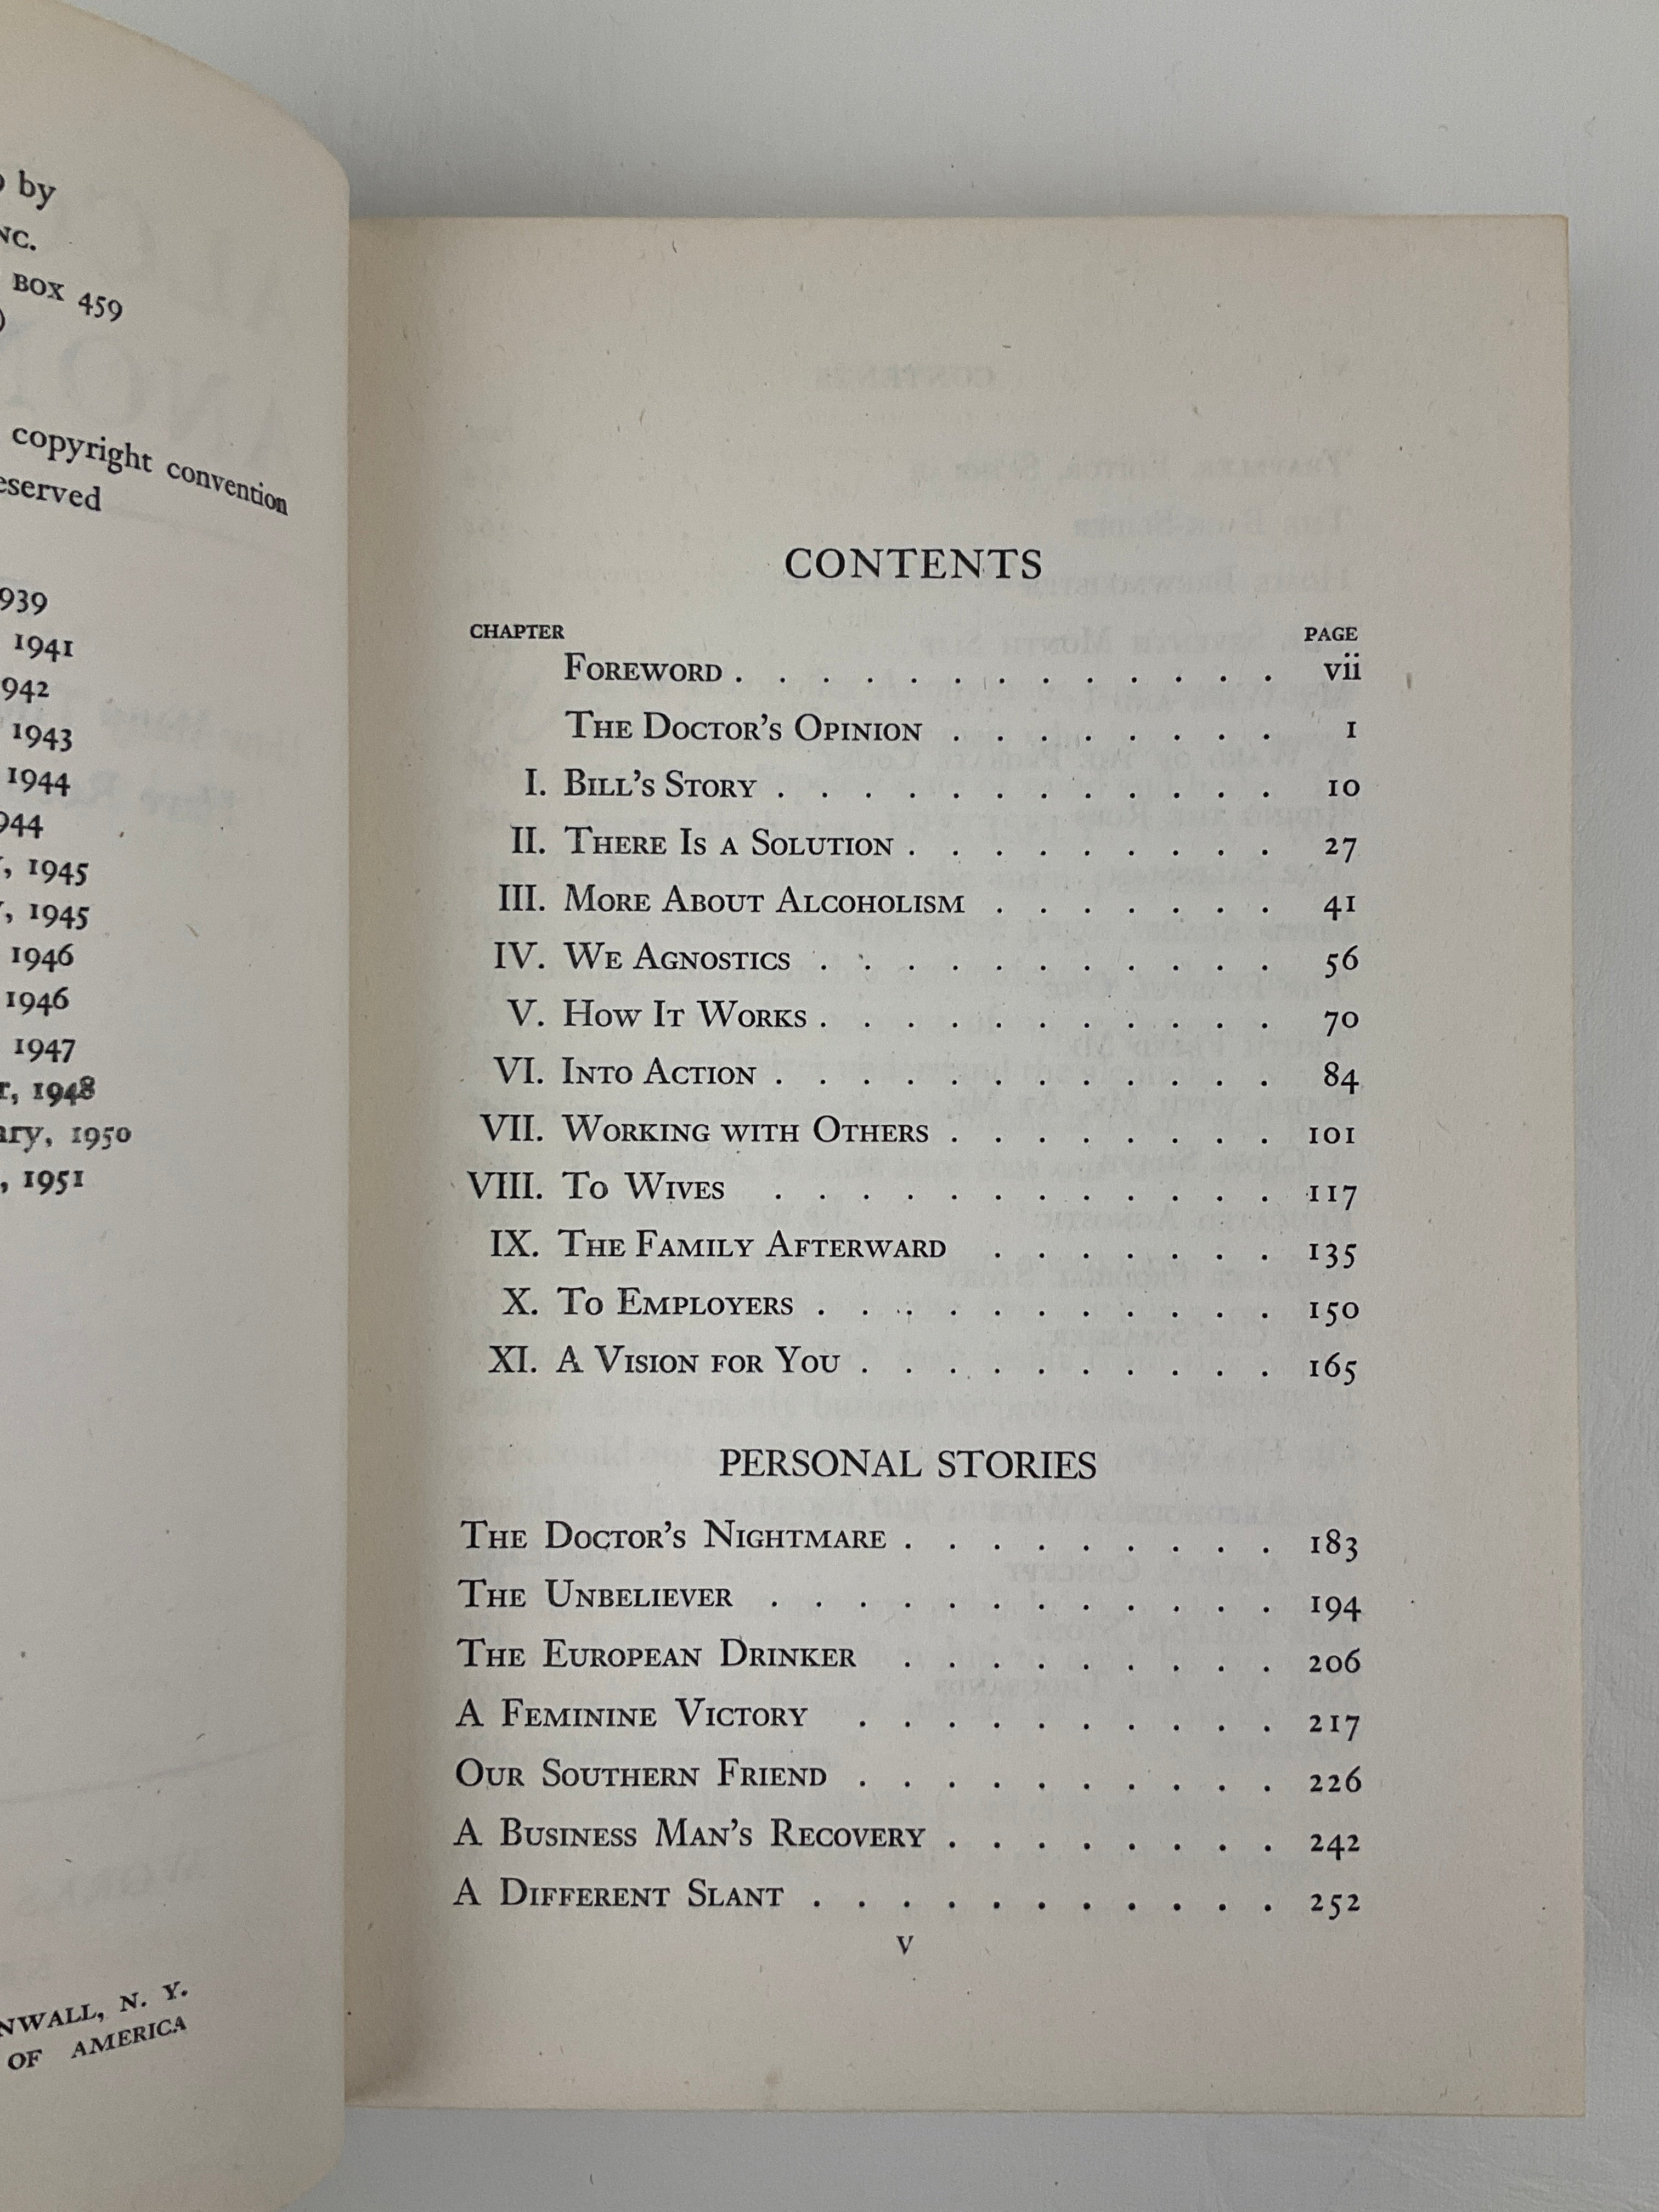 by
NC.
BOX 459
)
copyright convention
eserved
939
1941
942
1943
1944
944
, 1945
, 1945
1946
1946
1947
r, 1948
ary, 1950
, 1951
NWALL, N. Y.
OF AMERICA
CONTENTS
CHAPTER PAGE
Foreword . . . . . . . . . . . . . vii
The Doctor's Opinion . . . . . . . . 1
I. Bill's Story . . . . . . . . . . . . 10
II. There Is a Solution . . . . . . . . . 27
III. More About Alcoholism . . . . . . . 41
IV. We Agnostics . . . . . . . . . . . 56
V. How It Works . . . . . . . . . . . 70
VI. Into Action . . . . . . . . . . . . 84
VII. Working with Others . . . . . . . . 101
VIII. To Wives . . . . . . . . . . . . 117
IX. The Family Afterward . . . . . . . 135
X. To Employers . . . . . . . . . . . 150
XI. A Vision for You . . . . . . . . . . 165
PERSONAL STORIES
The Doctor's Nightmare . . . . . . . . . 183
The Unbeliever . . . . . . . . . . . . 194
The European Drinker . . . . . . . . . 206
A Feminine Victory . . . . . . . . . . 217
Our Southern Friend . . . . . . . . . . 226
A Business Man's Recovery . . . . . . . . 242
A Different Slant . . . . . . . . . . . 252
v